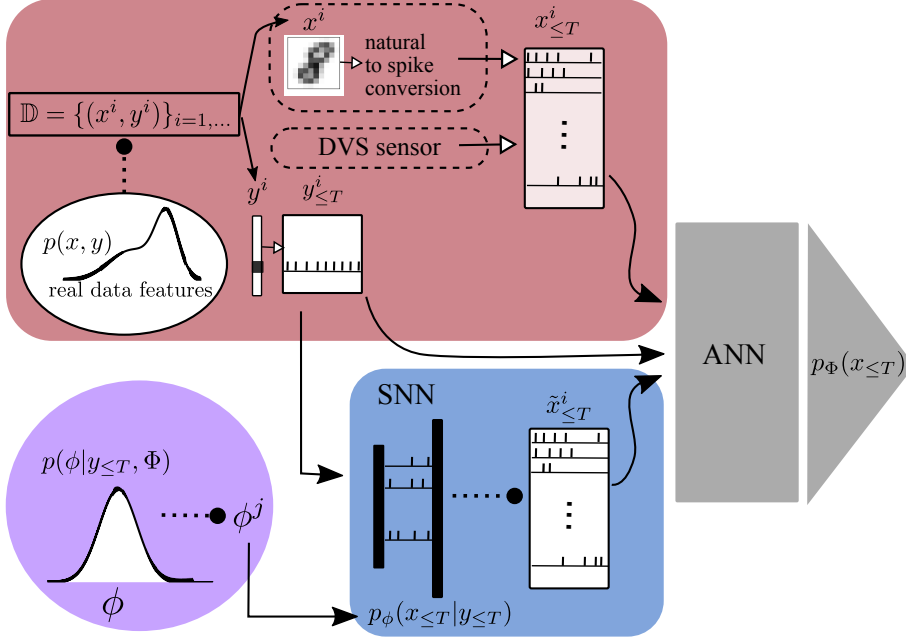 x^i
x^i_{≤T}
natural
to spike
conversion
𝔻 = {(x^i, y^i)}_{i=1,...}
DVS sensor
y^i
y^i_{≤T}
p(x, y)
real data features
ANN
p_Φ(x_{≤T})
SNN
x̃^i_{≤T}
p(ϕ|y_{≤T}, Φ)
ϕ^j
ϕ
p_ϕ(x_{≤T}|y_{≤T})